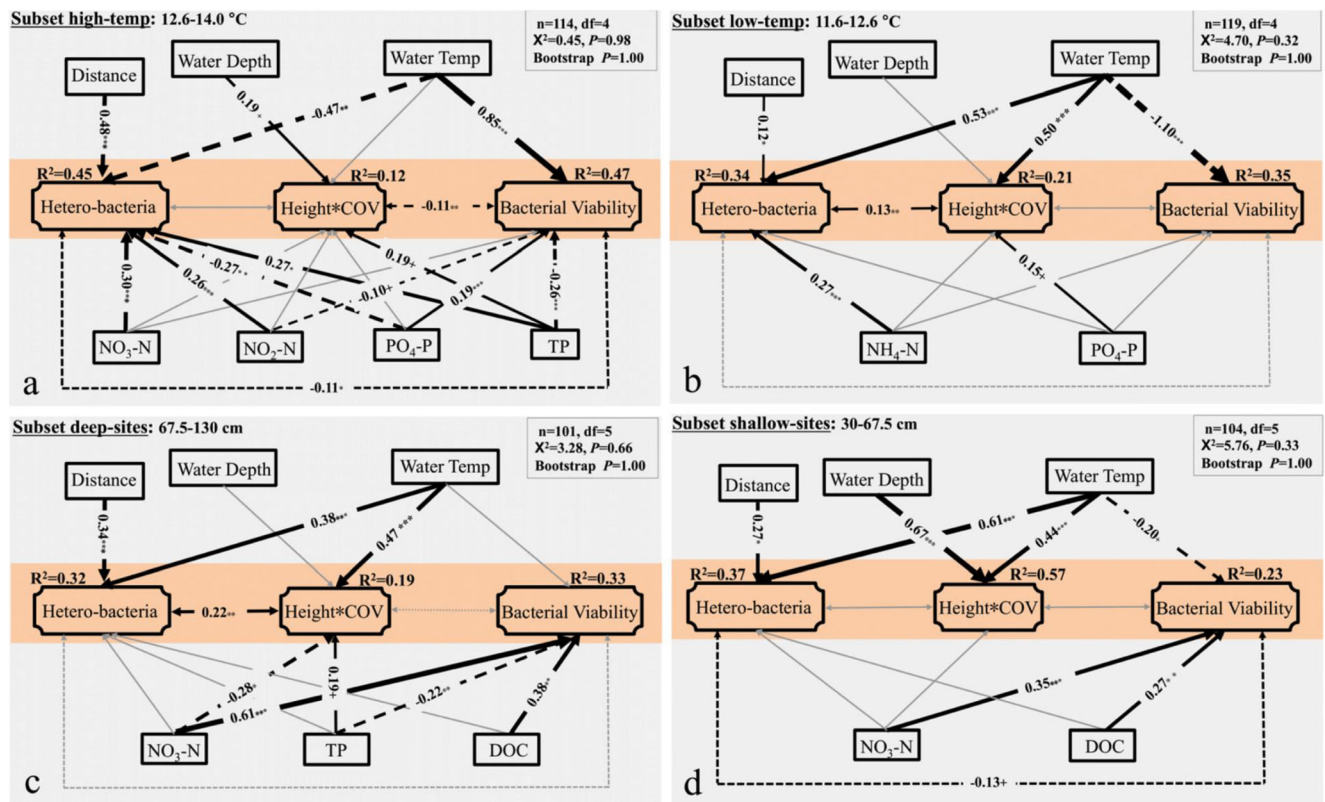 Subset high-temp: 12.6-14.0 °C
n=114, df=4
X²=0.45, P=0.98
Bootstrap P=1.00
Distance
Water Depth
Water Temp
0.48***
0.19+
-0.47**
0.85***
R²=0.45
R²=0.12
R²=0.47
Hetero-bacteria
Height*COV
-0.11**
Bacterial Viability
0.30***
0.26***
-0.27**
0.27*
0.19+
-0.10+
0.19***
-0.26***
NO₃-N
NO₂-N
PO₄-P
TP
-0.11*
a
Subset low-temp: 11.6-12.6 °C
n=119, df=4
X²=4.70, P=0.32
Bootstrap P=1.00
Distance
Water Depth
Water Temp
0.12*
0.53***
0.50 ***
-1.10***
R²=0.34
R²=0.21
R²=0.35
Hetero-bacteria
0.13**
Height*COV
Bacterial Viability
0.27***
0.15+
NH₄-N
PO₄-P
b
Subset deep-sites: 67.5-130 cm
n=101, df=5
X²=3.28, P=0.66
Bootstrap P=1.00
Distance
Water Depth
Water Temp
0.34***
0.38***
0.47 ***
R²=0.32
R²=0.19
R²=0.33
Hetero-bacteria
0.22**
Height*COV
Bacterial Viability
-0.28*
0.61***
0.19+
-0.22**
0.38**
NO₃-N
TP
DOC
c
Subset shallow-sites: 30-67.5 cm
n=104, df=5
X²=5.76, P=0.33
Bootstrap P=1.00
Distance
Water Depth
Water Temp
0.27*
0.67***
0.61***
0.44***
-0.20*
R²=0.37
R²=0.57
R²=0.23
Hetero-bacteria
Height*COV
Bacterial Viability
0.35***
0.27**
NO₃-N
DOC
-0.13+
d